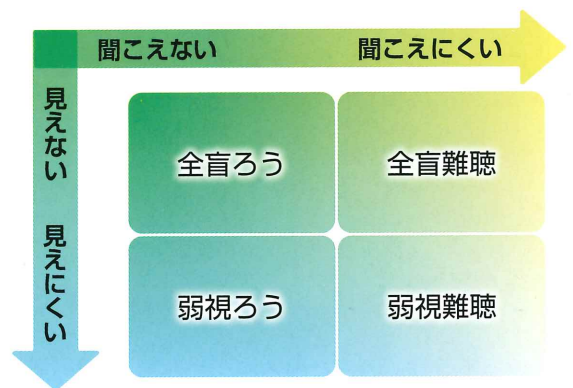 聞こえない 聞こえにくい
見えない
見えにくい
全盲ろう 全盲難聴
弱視ろう 弱視難聴